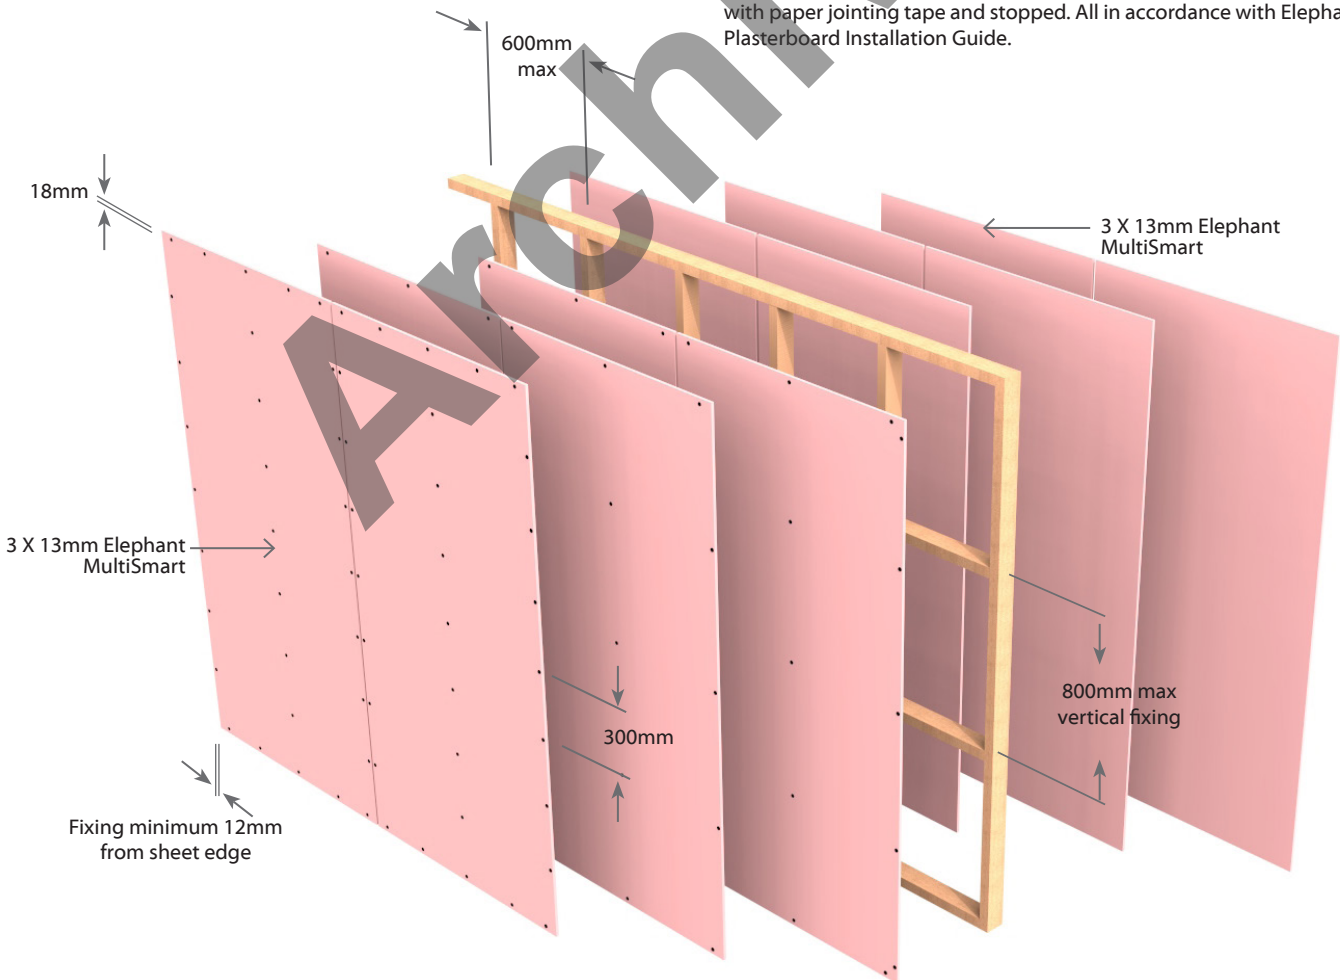 with paper jointing tape and stopped. All in accordance with Elepha
Plasterboard Installation Guide.
600mm
max
18mm
3 X 13mm Elephant
MultiSmart
3 X 13mm Elephant
MultiSmart
800mm max
vertical fixing
300mm
Fixing minimum 12mm
from sheet edge